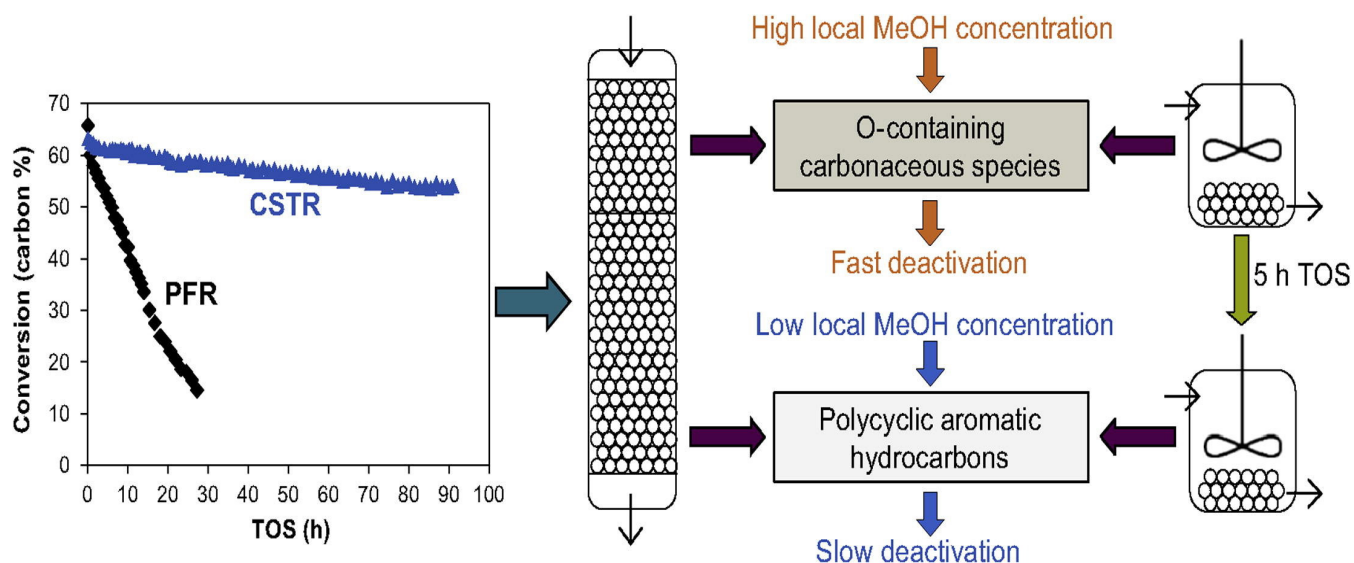 Conversion (carbon %)
70
60
50
40
30
20
10
0
0 10 20 30 40 50 60 70 80 90 100
TOS (h)
CSTR
PFR
High local MeOH concentration
O-containing
carbonaceous species
Fast deactivation
5 h TOS
Low local MeOH concentration
Polycyclic aromatic
hydrocarbons
Slow deactivation